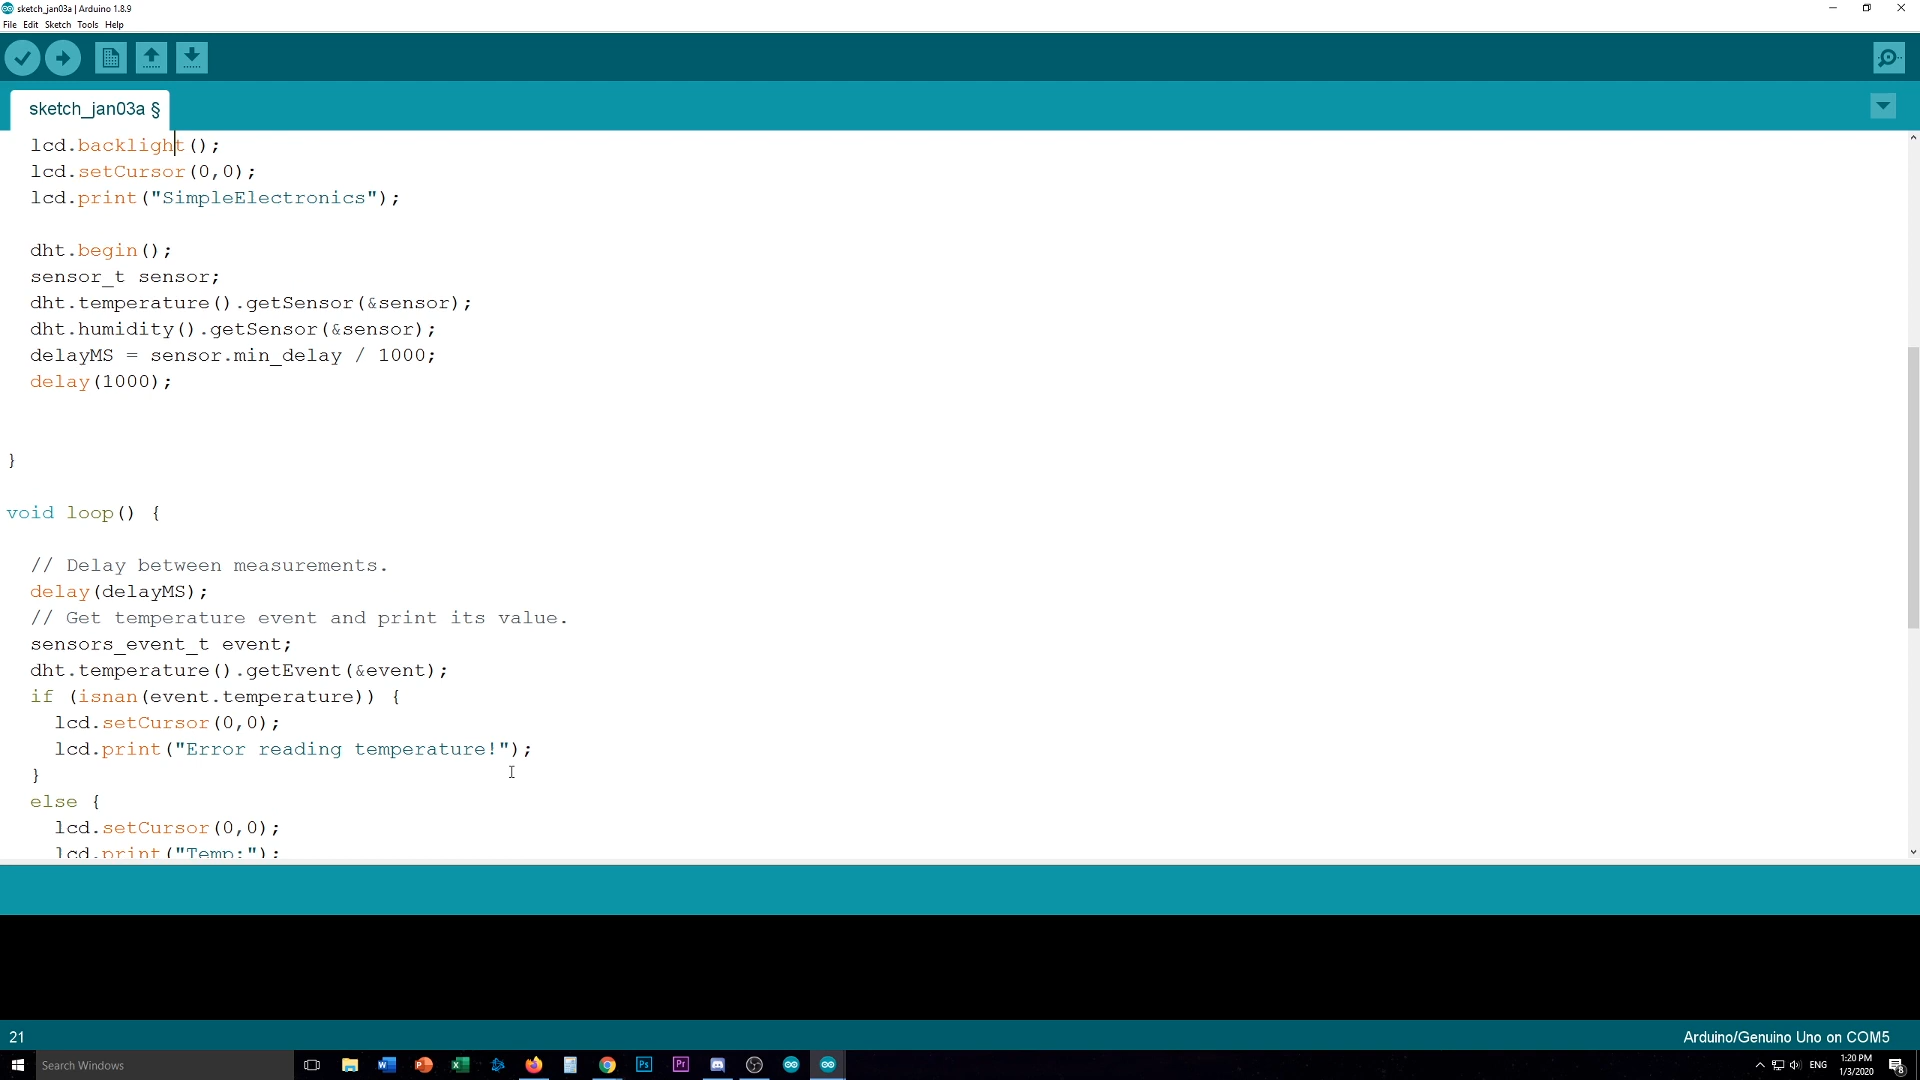 sketch_jan03a | Arduino 1.8.9
File Edit Sketch Tools Help
sketch_jan03a §
lcd.backlight();
lcd.setCursor(0,0);
lcd.print("SimpleElectronics");
dht.begin();
sensor_t sensor;
dht.temperature().getSensor(&sensor);
dht.humidity().getSensor(&sensor);
delayMS = sensor.min_delay / 1000;
delay(1000);
}
void loop() {
// Delay between measurements.
delay(delayMS);
// Get temperature event and print its value.
sensors_event_t event;
dht.temperature().getEvent(&event);
if (isnan(event.temperature)) {
lcd.setCursor(0,0);
lcd.print("Error reading temperature!");
}
else {
lcd.setCursor(0,0);
lcd.print("Temp:");
21
Arduino/Genuino Uno on COM5
Search Windows
W
P
X
Ps
Pr
ENG
1:20 PM
1/3/2020
8